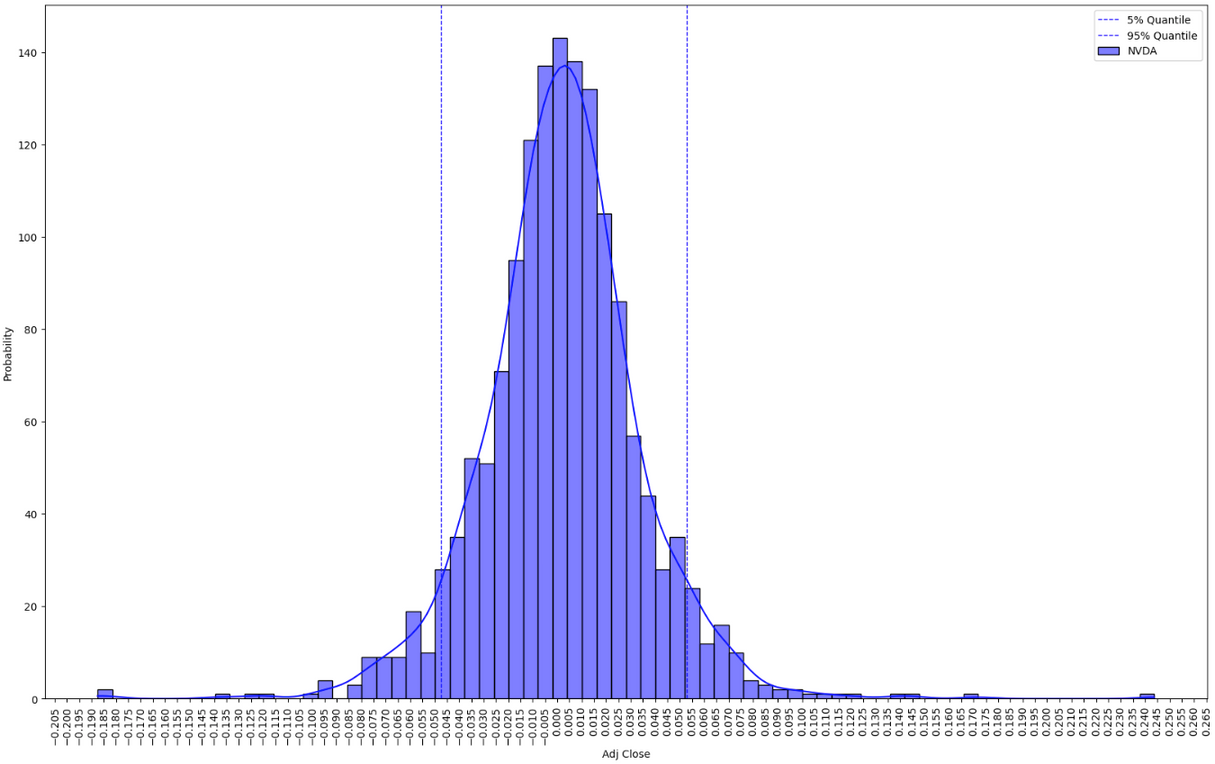 5% Quantile
95% Quantile
NVDA
140
120
100
80
60
40
20
0
Probability
−0.205 −0.200 −0.195 −0.190 −0.185 −0.180 −0.175 −0.170 −0.165 −0.160 −0.155 −0.150 −0.145 −0.140 −0.135 −0.130 −0.125 −0.120 −0.115 −0.110 −0.105 −0.100 −0.095 −0.090 −0.085 −0.080 −0.075 −0.070 −0.065 −0.060 −0.055 −0.050 −0.045 −0.040 −0.035 −0.030 −0.025 −0.020 −0.015 −0.010 −0.005 0.000 0.005 0.010 0.015 0.020 0.025 0.030 0.035 0.040 0.045 0.050 0.055 0.060 0.065 0.070 0.075 0.080 0.085 0.090 0.095 0.100 0.105 0.110 0.115 0.120 0.125 0.130 0.135 0.140 0.145 0.150 0.155 0.160 0.165 0.170 0.175 0.180 0.185 0.190 0.195 0.200 0.205 0.210 0.215 0.220 0.225 0.230 0.235 0.240 0.245 0.250 0.255 0.260 0.265
Adj Close